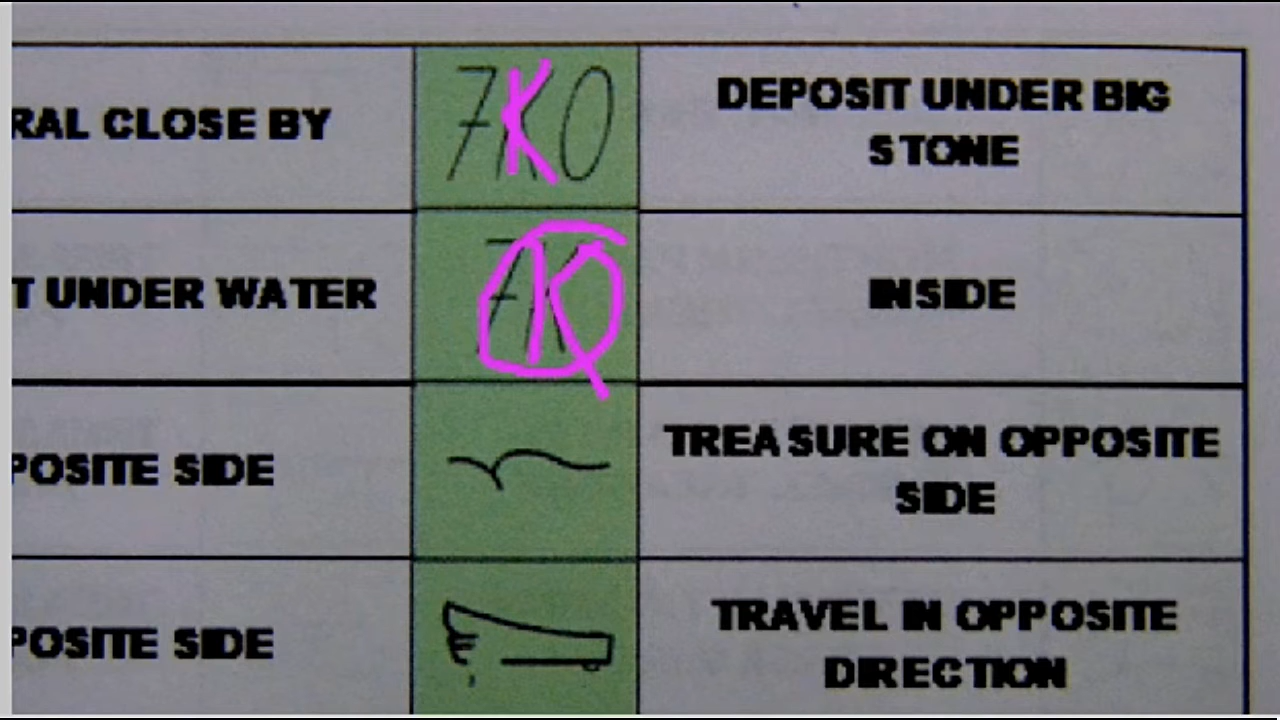 RAL CLOSE BY
7KO
DEPOSIT UNDER BIG
STONE
T UNDER WATER
7K
INSIDE
POSITE SIDE
TREASURE ON OPPOSITE
SIDE
POSITE SIDE
TRAVEL IN OPPOSITE
DIRECTION